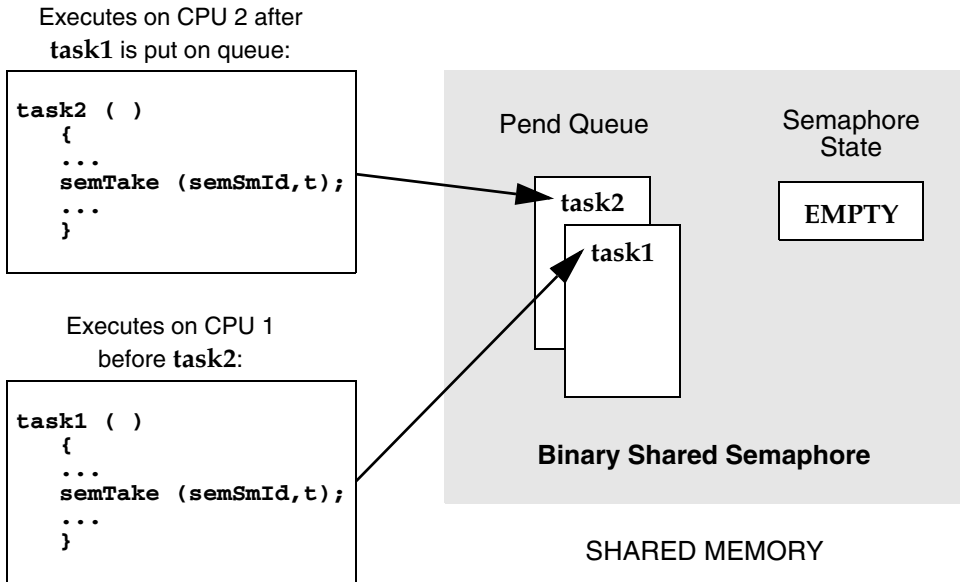 Executes on CPU 2 after
task1 is put on queue:
task2 ( )
{
...
semTake (semSmId,t);
...
}
Executes on CPU 1
before task2:
task1 ( )
{
...
semTake (semSmId,t);
...
}
Pend Queue
task2
task1
Semaphore
State
EMPTY
Binary Shared Semaphore
SHARED MEMORY